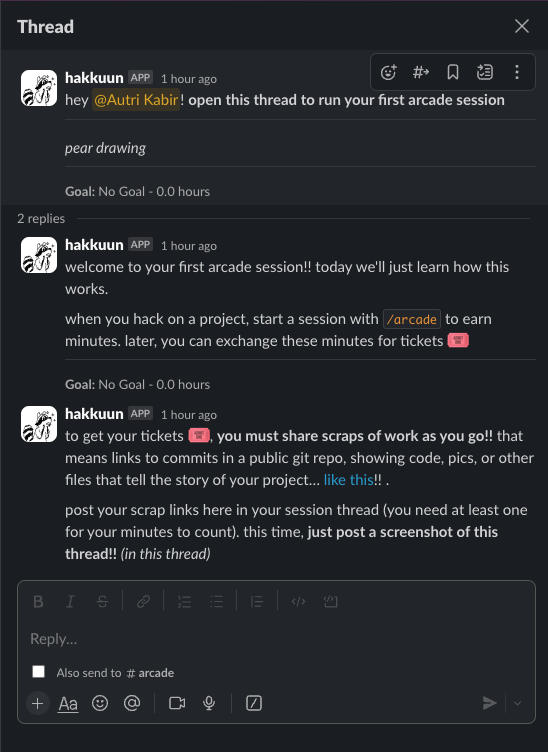 Thread
hakkuun APP 1 hour ago
hey @Autri Kabir! open this thread to run your first arcade session
pear drawing
Goal: No Goal - 0.0 hours
2 replies
hakkuun APP 1 hour ago
welcome to your first arcade session!! today we'll just learn how this
works.
when you hack on a project, start a session with /arcade to earn
minutes. later, you can exchange these minutes for tickets
Goal: No Goal - 0.0 hours
hakkuun APP 1 hour ago
to get your tickets , you must share scraps of work as you go!! that
means links to commits in a public git repo, showing code, pics, or other
files that tell the story of your project... like this!! .
post your scrap links here in your session thread (you need at least one
for your minutes to count). this time, just post a screenshot of this
thread!! (in this thread)
B I S
Reply...
Also send to # arcade
Aa @